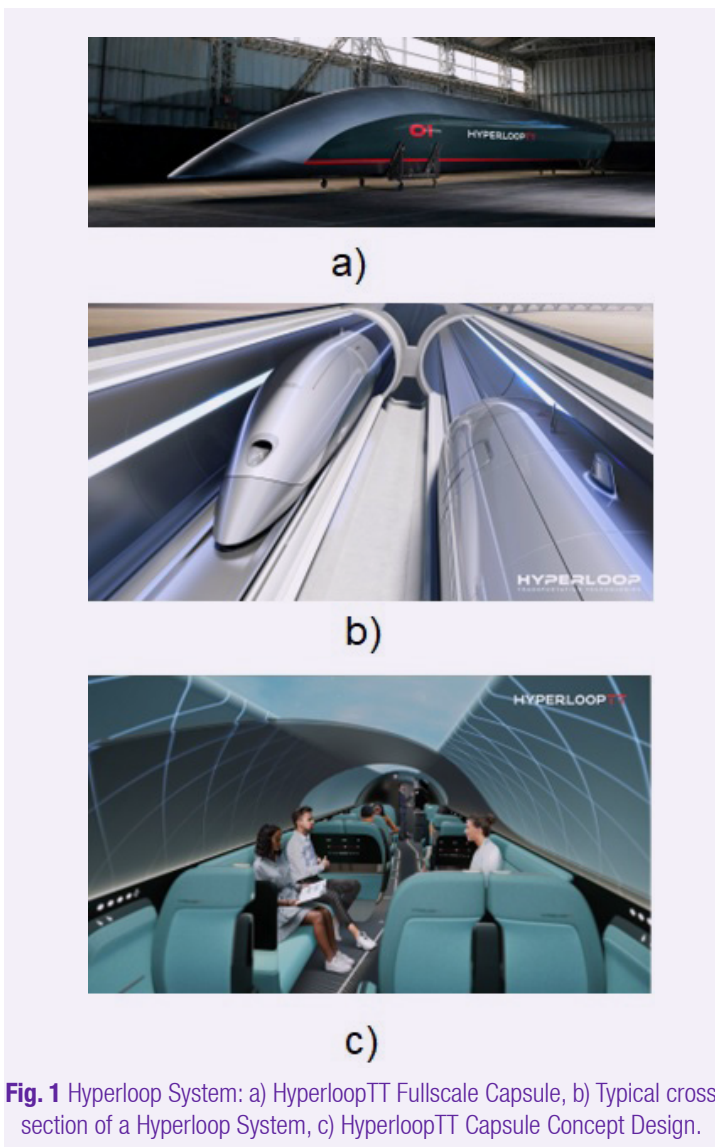 HYPERLOOPTT
a)
HYPERLOOP
TRANSPORTATION TECHNOLOGIES
b)
HYPERLOOPTT
c)
Fig. 1 Hyperloop System: a) HyperloopTT Fullscale Capsule, b) Typical cross
section of a Hyperloop System, c) HyperloopTT Capsule Concept Design.